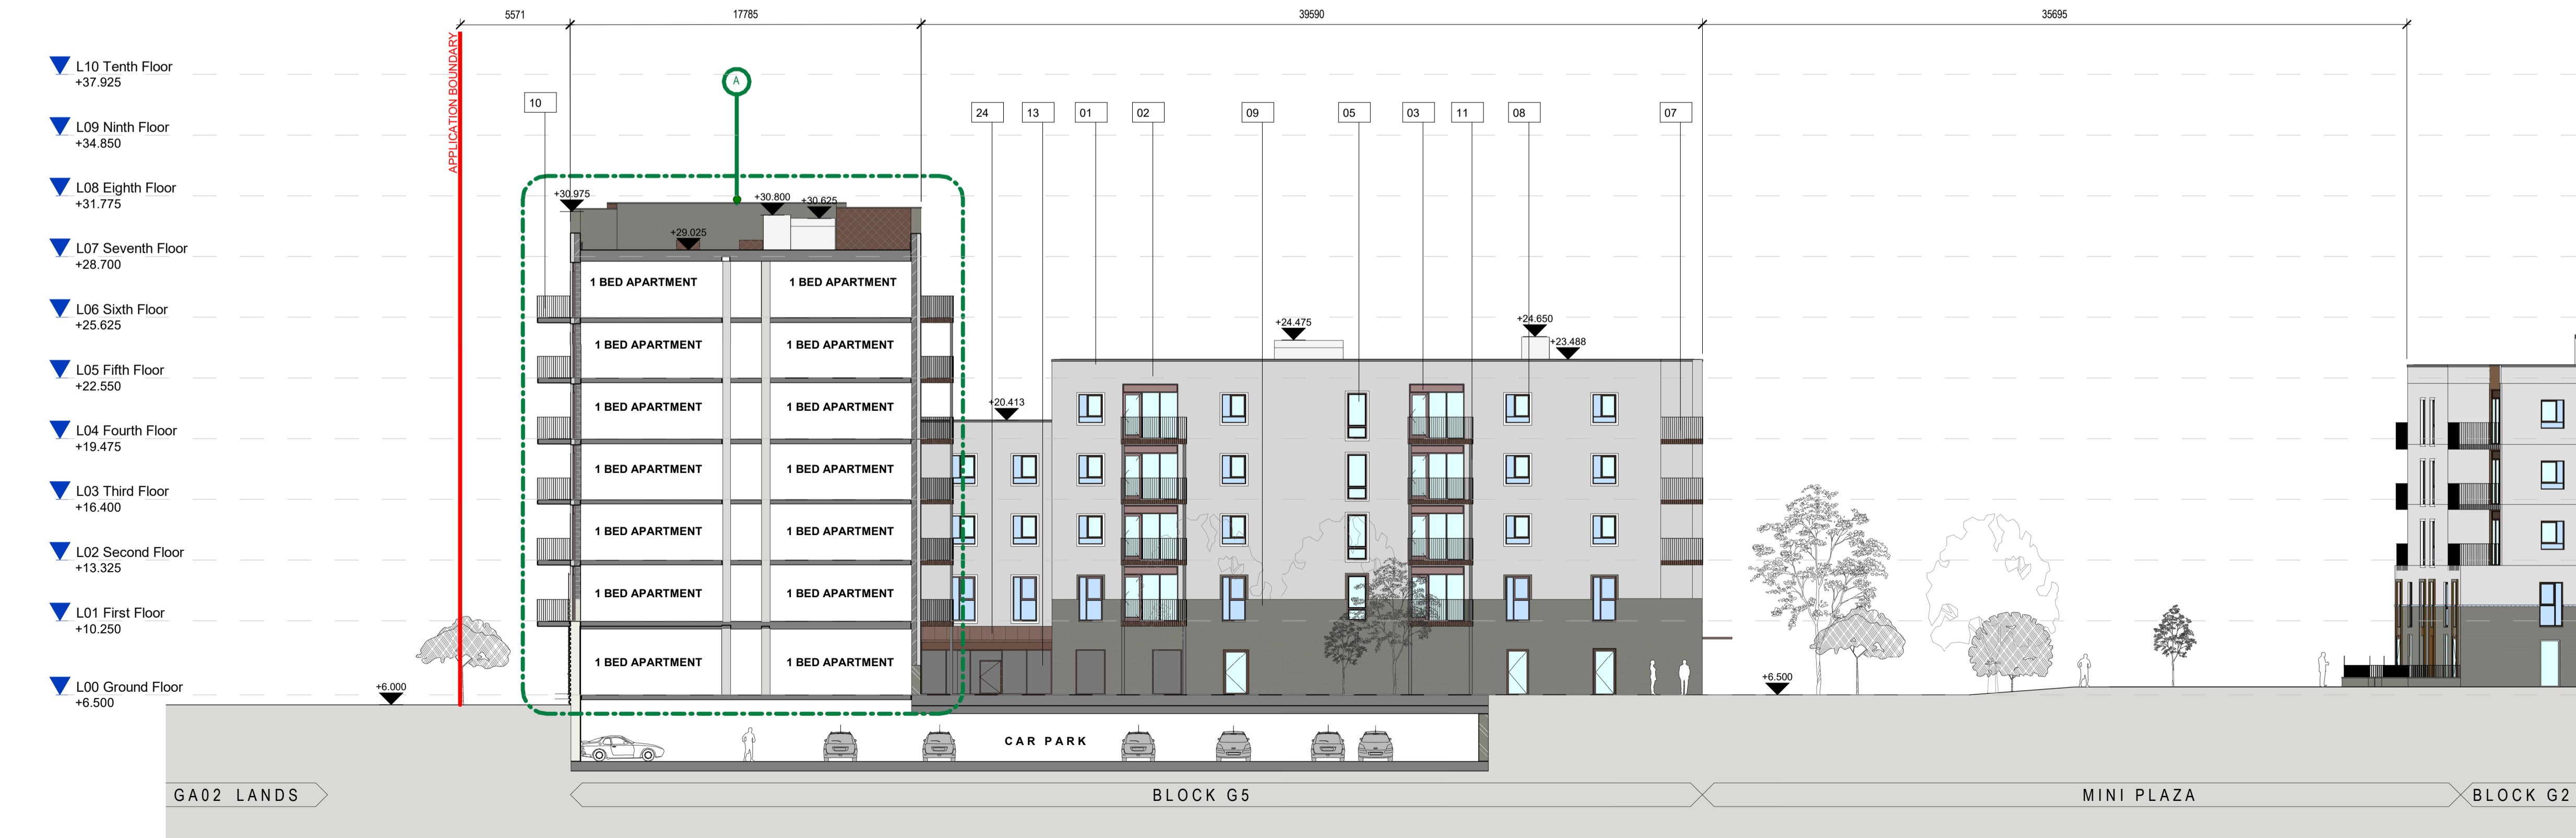 5571
17785
39590
35695
APPLICATION BOUNDARY
L10 Tenth Floor
+37.925
L09 Ninth Floor
+34.850
L08 Eighth Floor
+31.775
L07 Seventh Floor
+28.700
L06 Sixth Floor
+25.625
L05 Fifth Floor
+22.550
L04 Fourth Floor
+19.475
L03 Third Floor
+16.400
L02 Second Floor
+13.325
L01 First Floor
+10.250
L00 Ground Floor
+6.500
A
10
24
13
01
02
09
05
03
11
08
07
+30.975
+30.800
+30.625
+29.025
+24.475
+24.650
+23.488
+20.413
1 BED APARTMENT
1 BED APARTMENT
1 BED APARTMENT
1 BED APARTMENT
1 BED APARTMENT
1 BED APARTMENT
1 BED APARTMENT
1 BED APARTMENT
1 BED APARTMENT
1 BED APARTMENT
1 BED APARTMENT
1 BED APARTMENT
1 BED APARTMENT
1 BED APARTMENT
+6.000
+6.500
CAR PARK
GA02 LANDS
BLOCK G5
MINI PLAZA
BLOCK G2